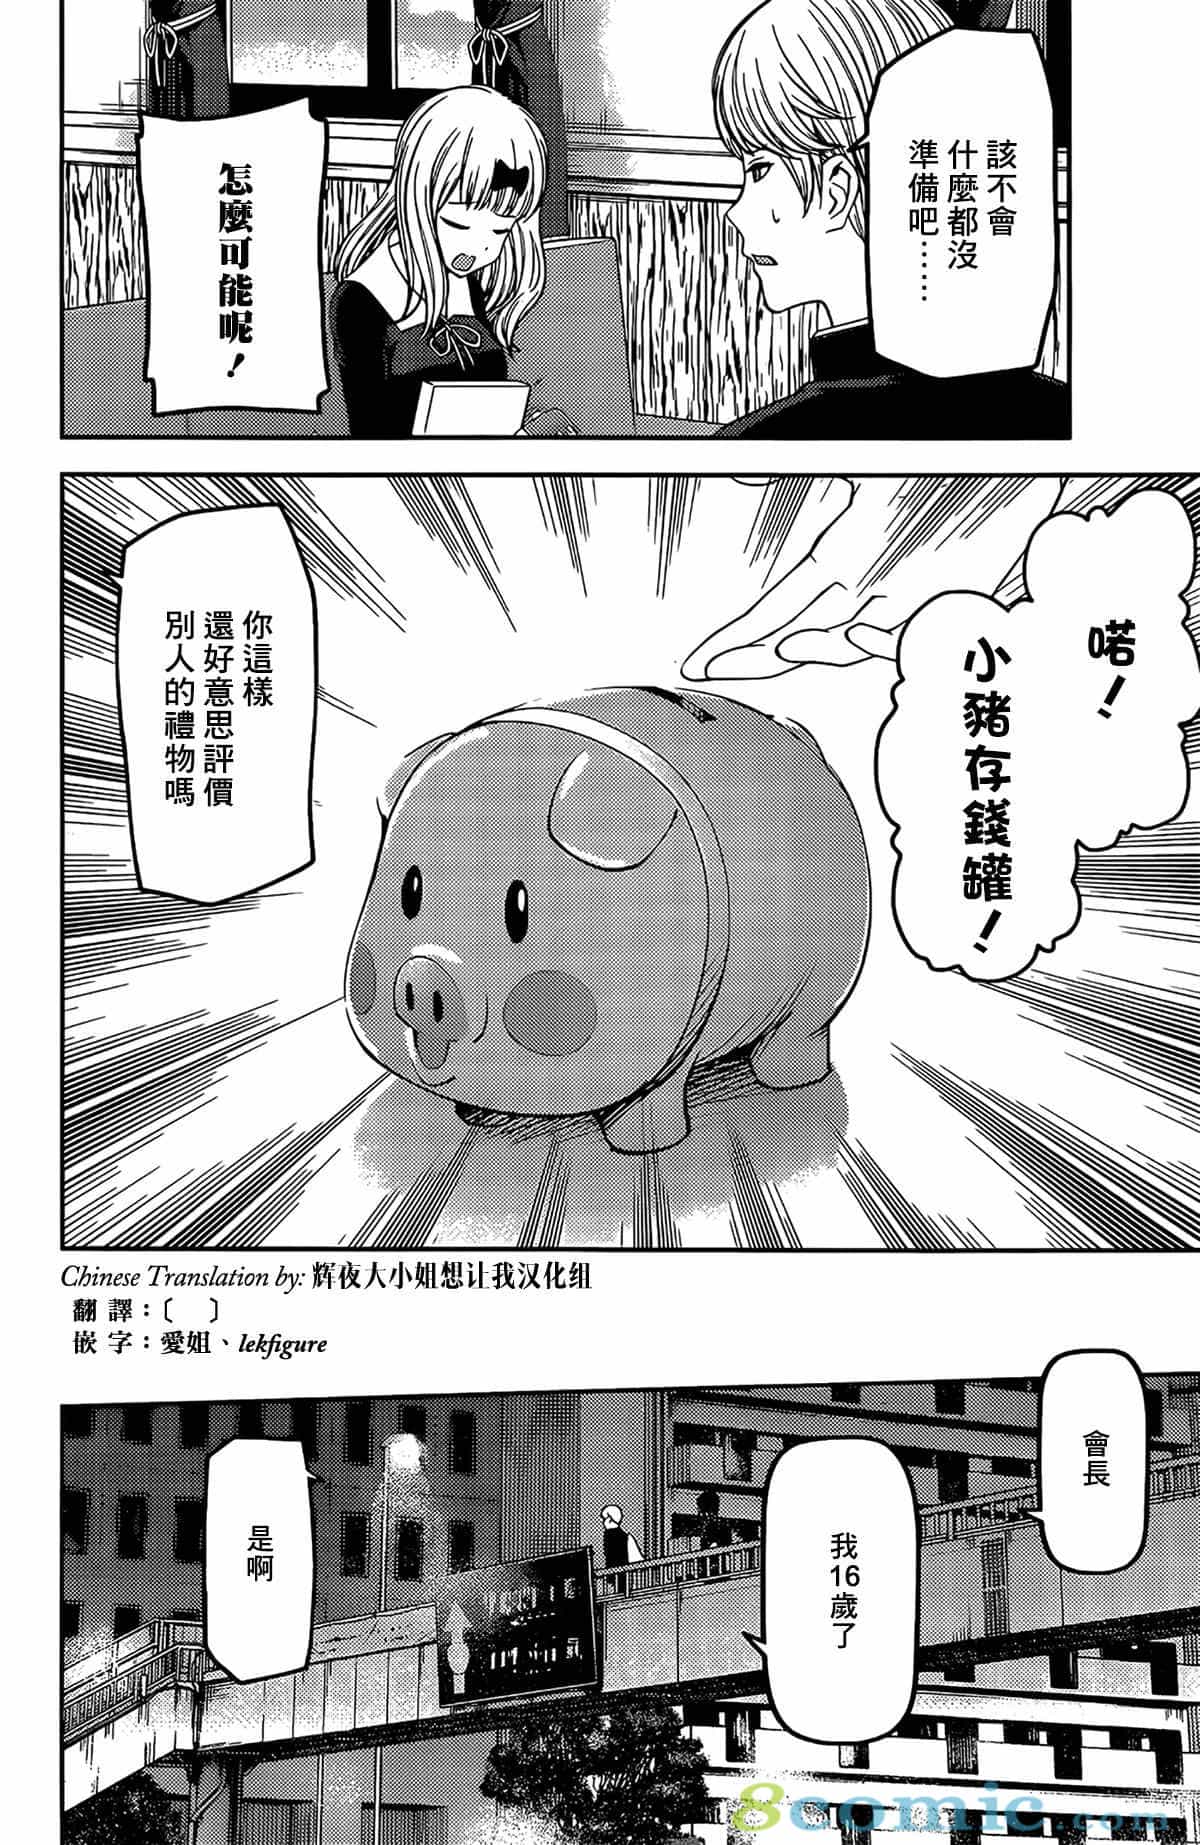 該不會
什麼都沒
準備吧……
怎麼可能呢！
喏！
小豬存錢罐！
你這樣
還好意思評價
別人的禮物嗎
Chinese Translation by: 辉夜大小姐想让我汉化组
翻 譯：〔　〕
嵌 字：愛姐、lekfigure
會長
我16歲了
是啊
8comic.com